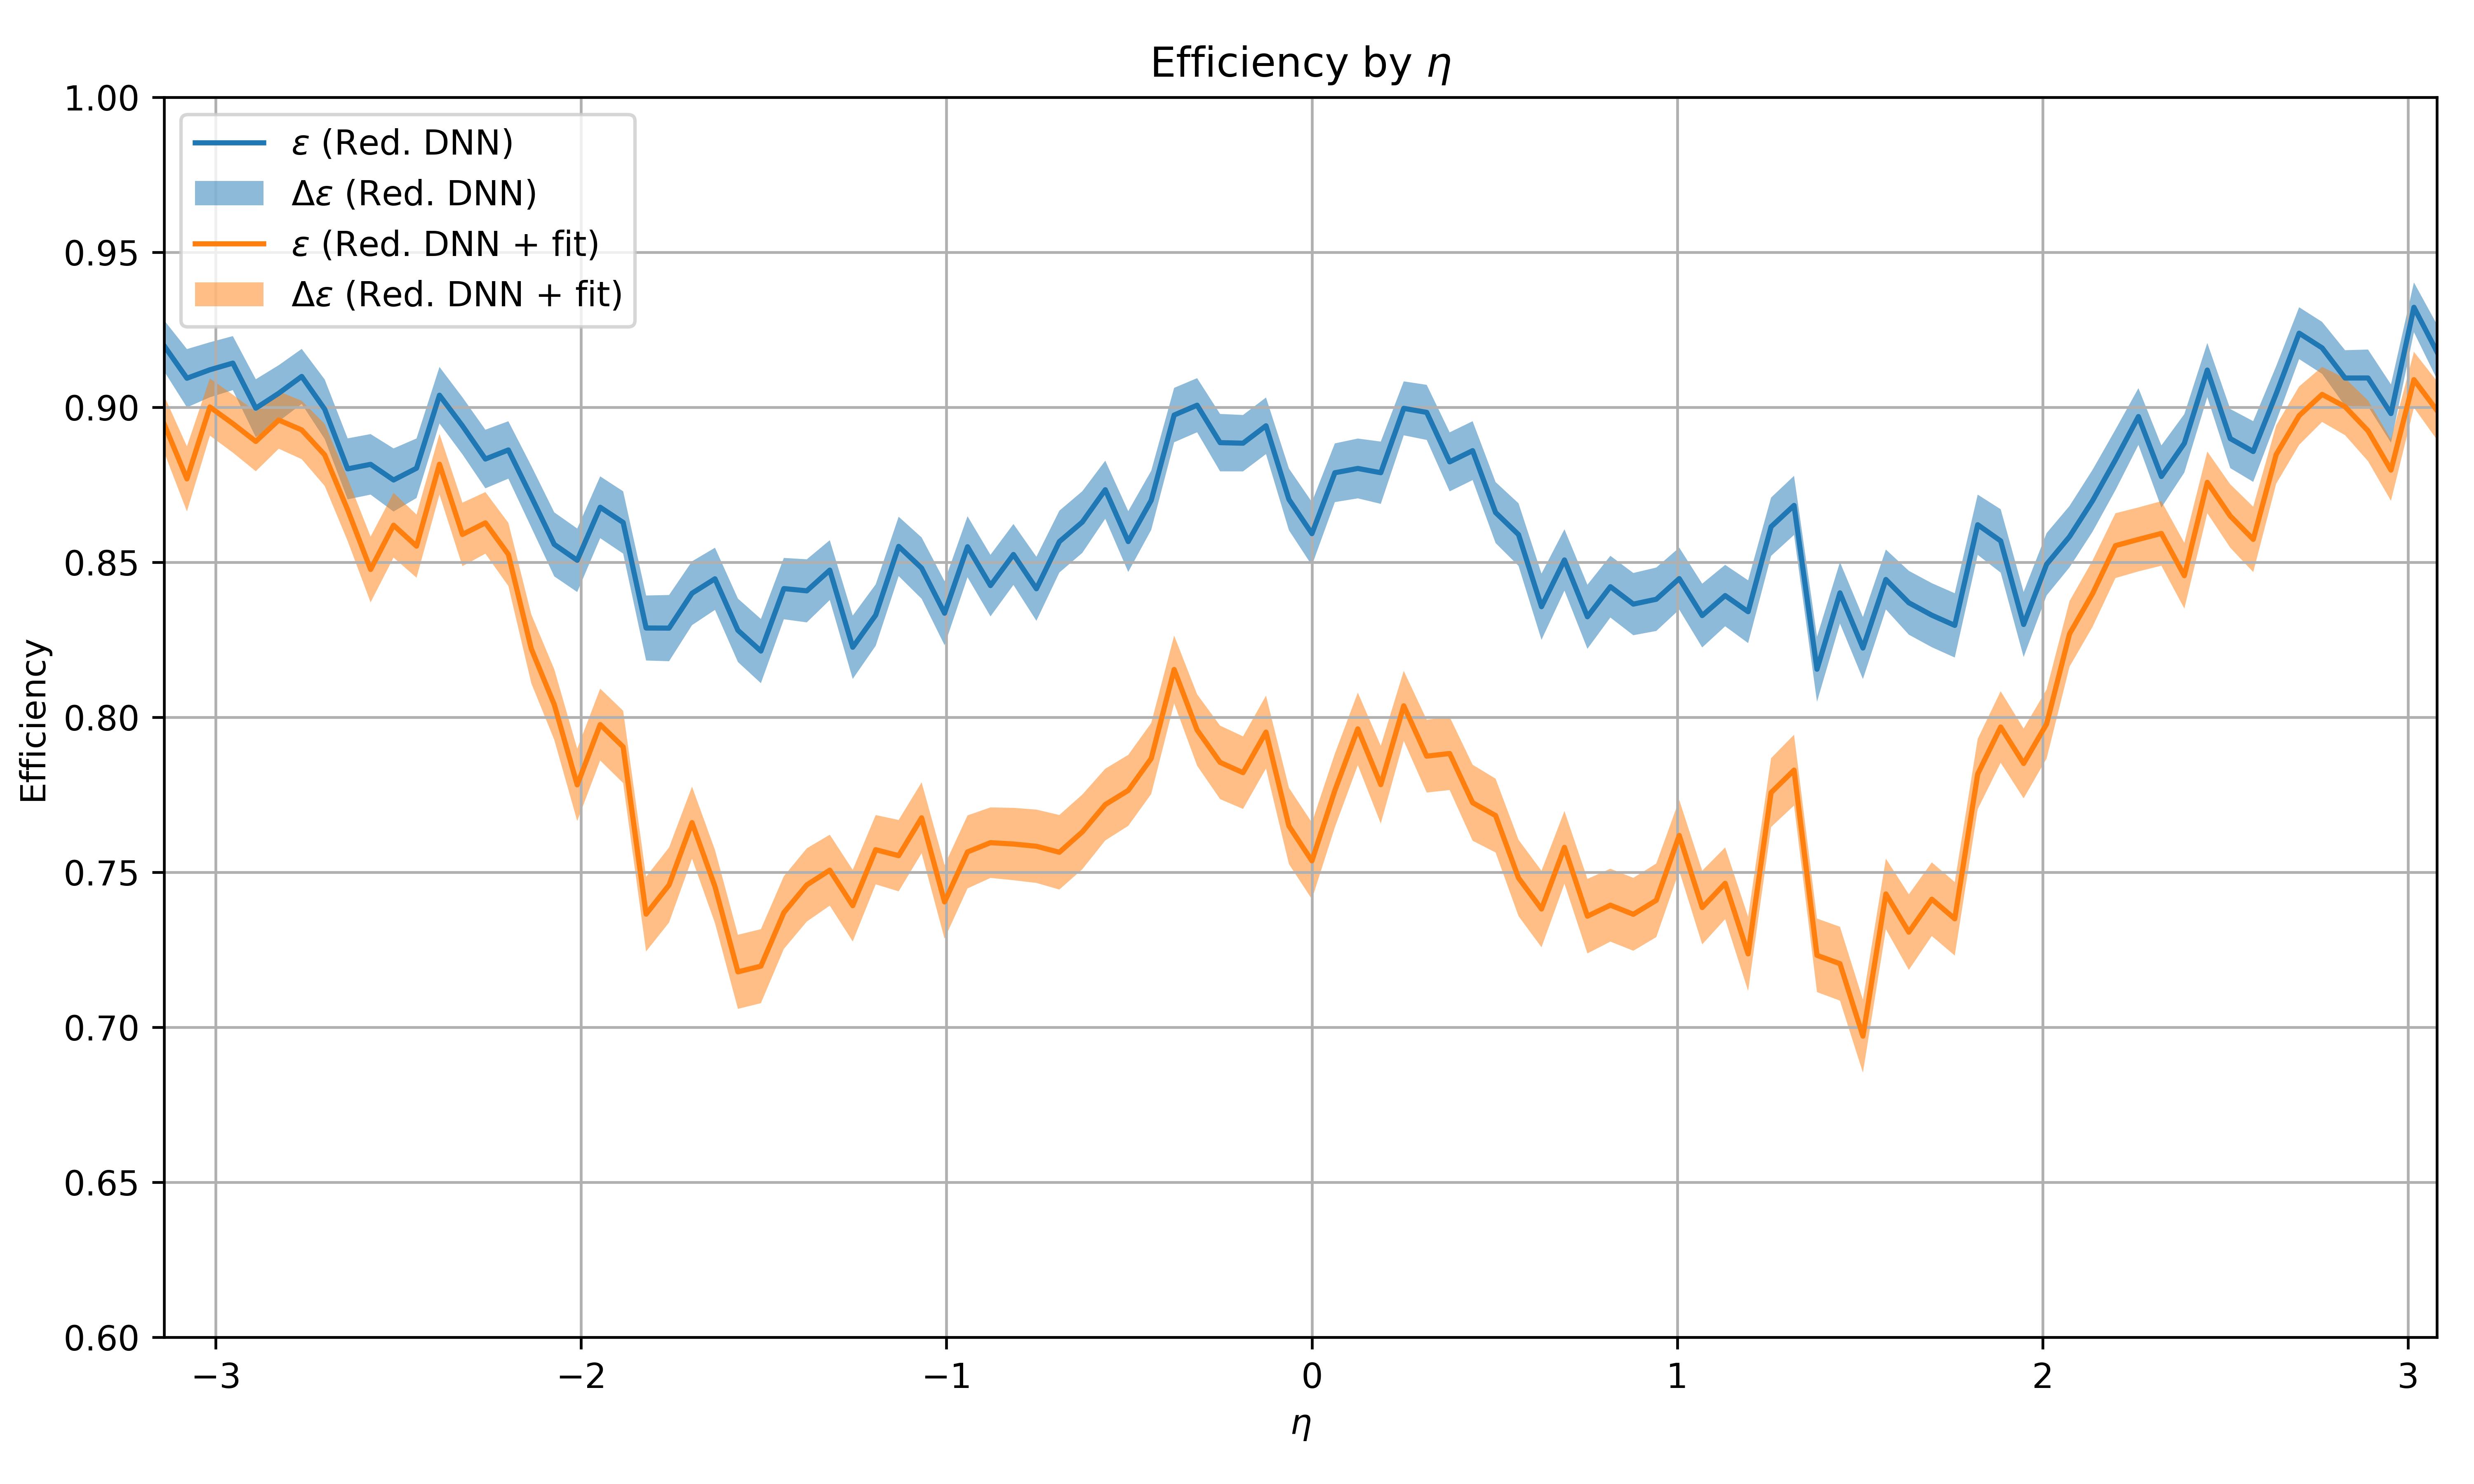 Efficiency by η
ε (Red. DNN)
Δε (Red. DNN)
ε (Red. DNN + fit)
Δε (Red. DNN + fit)
Efficiency
1.00
0.95
0.90
0.85
0.80
0.75
0.70
0.65
0.60
−3
−2
−1
0
1
2
3
η